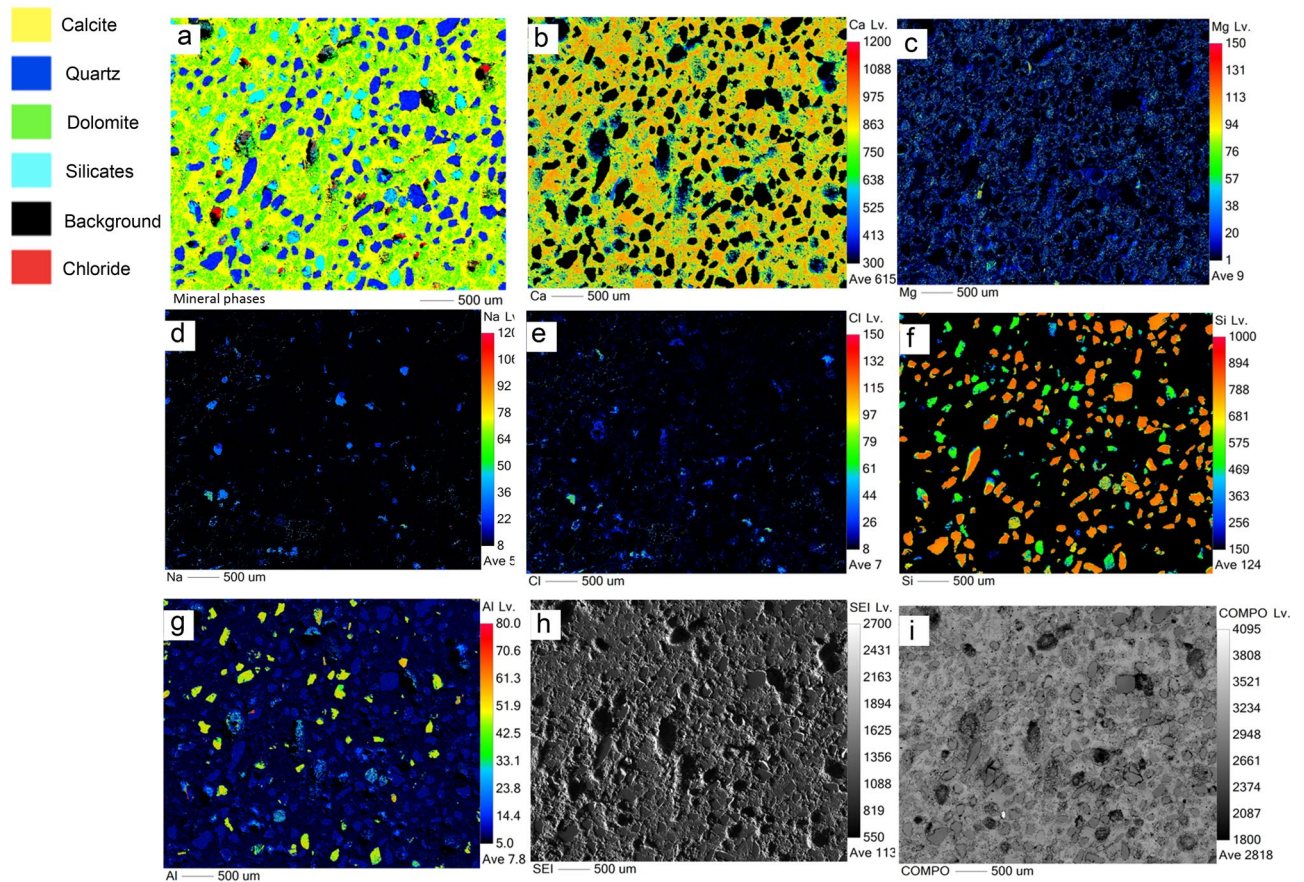 Calcite
Quartz
Dolomite
Silicates
Background
Chloride
a
Mineral phases
500 um
b
Ca Lv.
1200
1088
975
863
750
638
525
413
300
Ave 615
Ca
500 um
c
Mg Lv.
150
131
113
94
76
57
38
20
1
Ave 9
Mg
500 um
d
Na Lv
120
106
92
78
64
50
36
22
8
Ave 5
Na
500 um
e
Cl Lv.
150
132
115
97
79
61
44
26
8
Ave 7
Cl
500 um
f
Si Lv.
1000
894
788
681
575
469
363
256
150
Ave 124
Si
500 um
g
Al Lv.
80.0
70.6
61.3
51.9
42.5
33.1
23.8
14.4
5.0
Ave 7.8
Al
500 um
h
SEI Lv.
2700
2431
2163
1894
1625
1356
1088
819
550
Ave 113
SEI
500 um
i
COMPO Lv.
4095
3808
3521
3234
2948
2661
2374
2087
1800
Ave 2818
COMPO
500 um